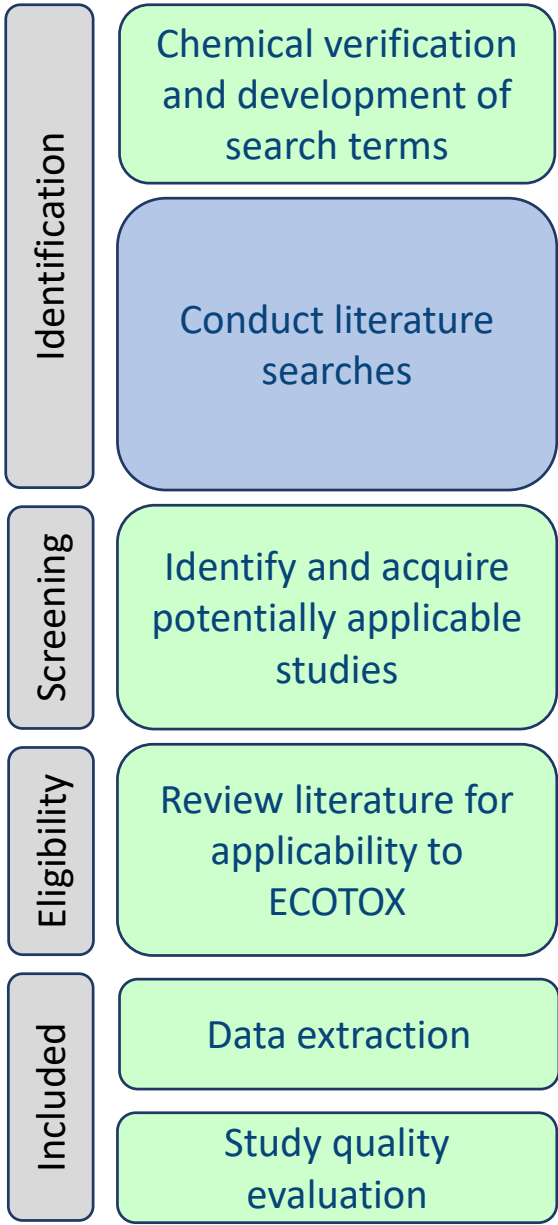 Identification
Chemical verification
and development of
search terms
Conduct literature
searches
Screening
Identify and acquire
potentially applicable
studies
Eligibility
Review literature for
applicability to
ECOTOX
Included
Data extraction
Study quality
evaluation